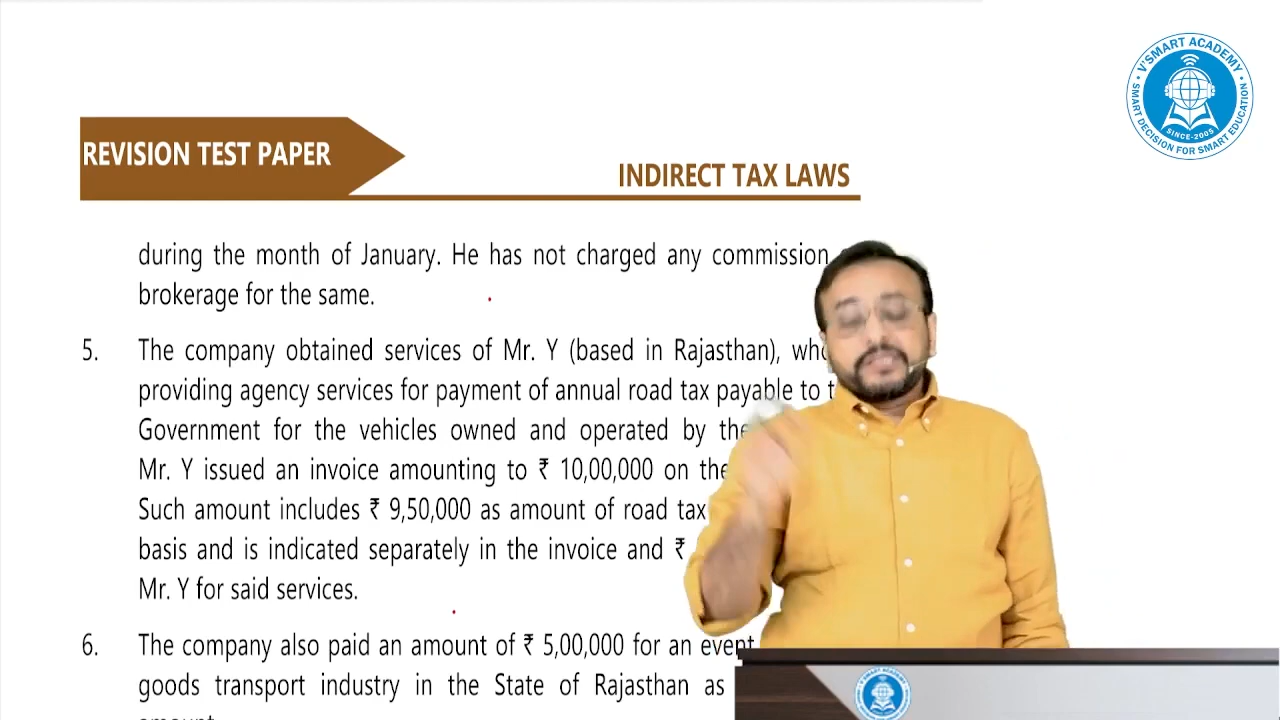 V'SMART ACADEMY
SMART DECISION FOR SMART EDUCATION
SINCE-2005
REVISION TEST PAPER
INDIRECT TAX LAWS
during the month of January. He has not charged any commission
brokerage for the same.
5. The company obtained services of Mr. Y (based in Rajasthan),
providing agency services for payment of annual road tax payable to
Government for the vehicles owned and operated by the
Mr. Y issued an invoice amounting to ₹ 10,00,000 on the
Such amount includes ₹ 9,50,000 as amount of road tax
basis and is indicated separately in the invoice and ₹
Mr. Y for said services.
6. The company also paid an amount of ₹ 5,00,000 for an event
goods transport industry in the State of Rajasthan as